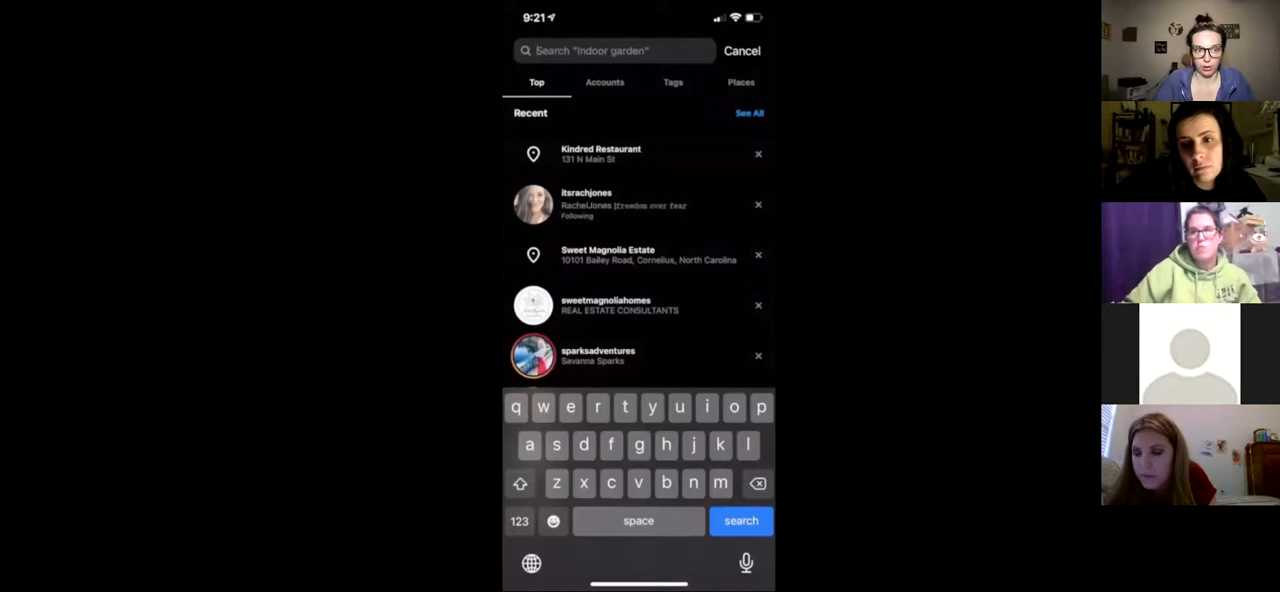 9:21
Search "indoor garden"
Cancel
Top
Accounts
Tags
Places
Recent
See All
Kindred Restaurant
131 N Main St
itsrachjones
RachelJones |freedom over fear
Following
Sweet Magnolia Estate
10101 Bailey Road, Cornelius, North Carolina
sweetmagnoliahomes
REAL ESTATE CONSULTANTS
sparksadventures
Savanna Sparks
q w e r t y u i o p
a s d f g h j k l
z x c v b n m
123
space
search